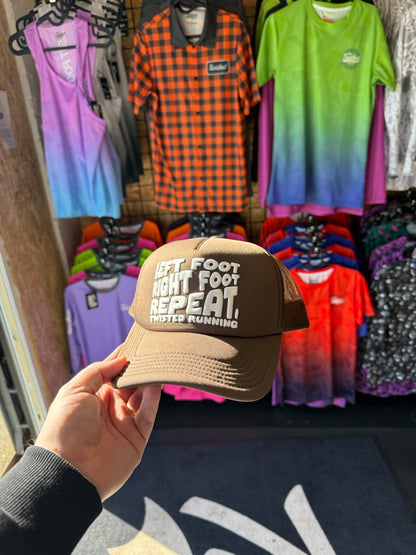 LEFT, FOOT
RIGHT FOOT
REPEAT.
TWISTED RUNNING